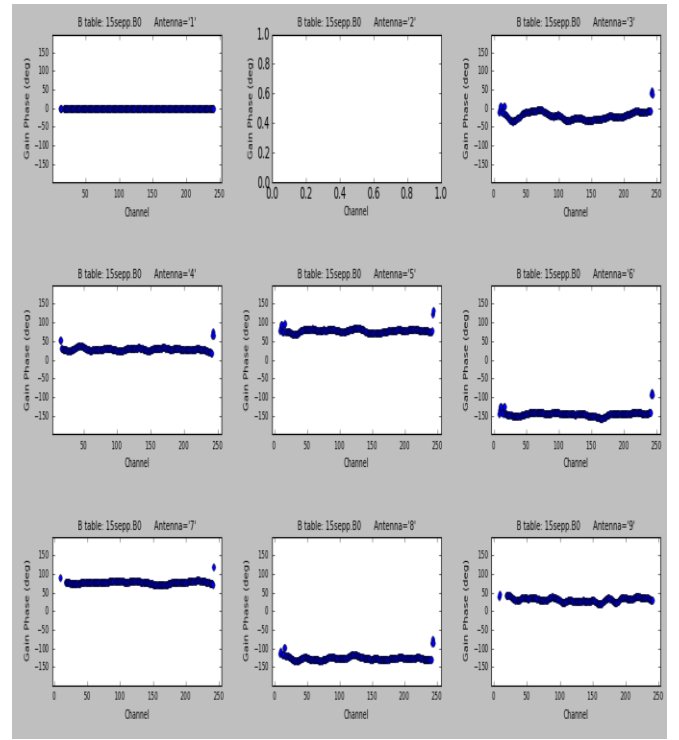 B table: 15sepp.B0 Antenna='1'
Gain Phase (deg)
150
100
50
0
−50
−100
−150
50 100 150 200 250
Channel
B table: 15sepp.B0 Antenna='2'
Gain Phase (deg)
1.0
0.8
0.6
0.4
0.2
0.0
0.0 0.2 0.4 0.6 0.8 1.0
Channel
B table: 15sepp.B0 Antenna='3'
Gain Phase (deg)
150
100
50
0
−50
−100
−150
0 50 100 150 200 250
Channel
B table: 15sepp.B0 Antenna='4'
Gain Phase (deg)
150
100
50
0
−50
−100
−150
50 100 150 200 250
Channel
B table: 15sepp.B0 Antenna='5'
Gain Phase (deg)
150
100
50
0
−50
−100
−150
0 50 100 150 200 250
Channel
B table: 15sepp.B0 Antenna='6'
Gain Phase (deg)
150
100
50
0
−50
−100
−150
0 50 100 150 200 250
Channel
B table: 15sepp.B0 Antenna='7'
Gain Phase (deg)
150
100
50
0
−50
−100
−150
0 50 100 150 200 250
Channel
B table: 15sepp.B0 Antenna='8'
Gain Phase (deg)
150
100
50
0
−50
−100
−150
0 50 100 150 200 250
Channel
B table: 15sepp.B0 Antenna='9'
Gain Phase (deg)
150
100
50
0
−50
−100
−150
0 50 100 150 200 250
Channel